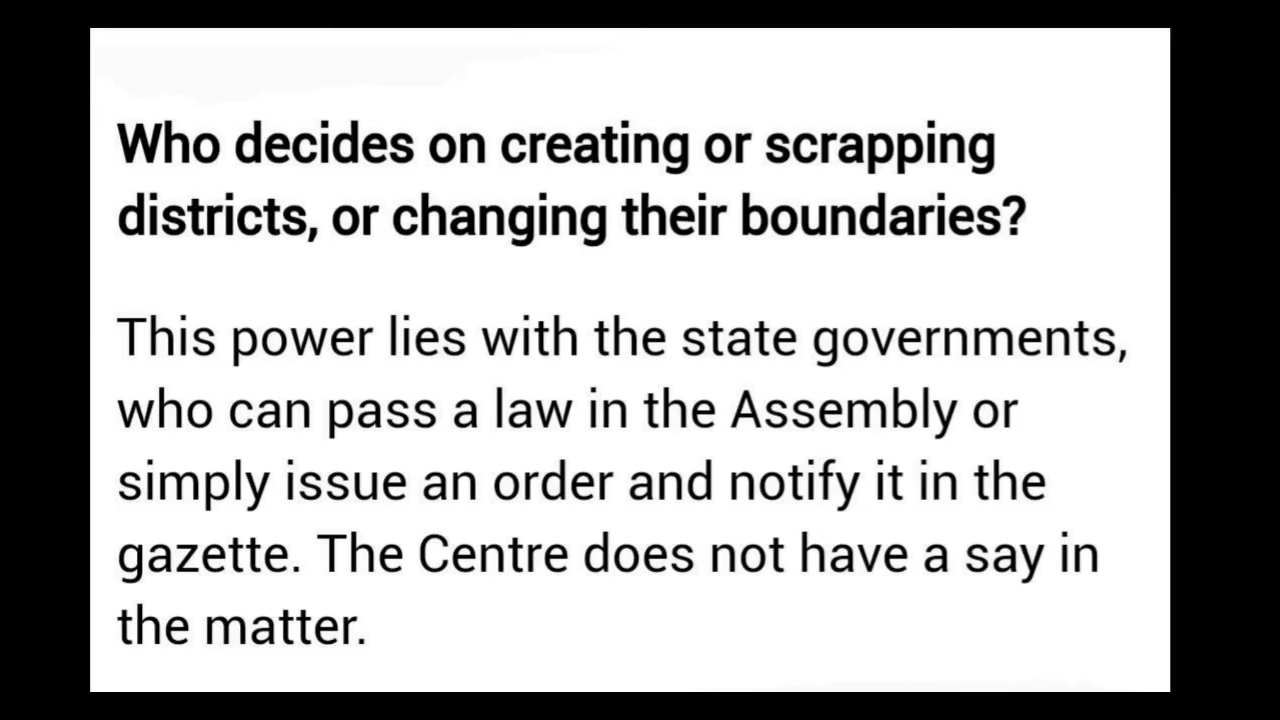 Who decides on creating or scrapping
districts, or changing their boundaries?
This power lies with the state governments,
who can pass a law in the Assembly or
simply issue an order and notify it in the
gazette. The Centre does not have a say in
the matter.